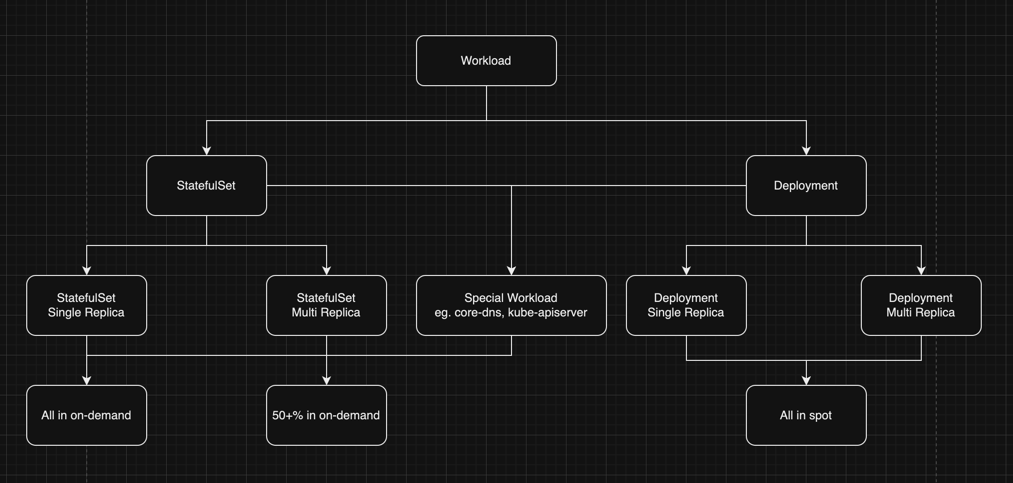 Workload
StatefulSet
Deployment
StatefulSet
Single Replica
StatefulSet
Multi Replica
Special Workload
eg. core-dns, kube-apiserver
Deployment
Single Replica
Deployment
Multi Replica
All in on-demand
50+% in on-demand
All in spot